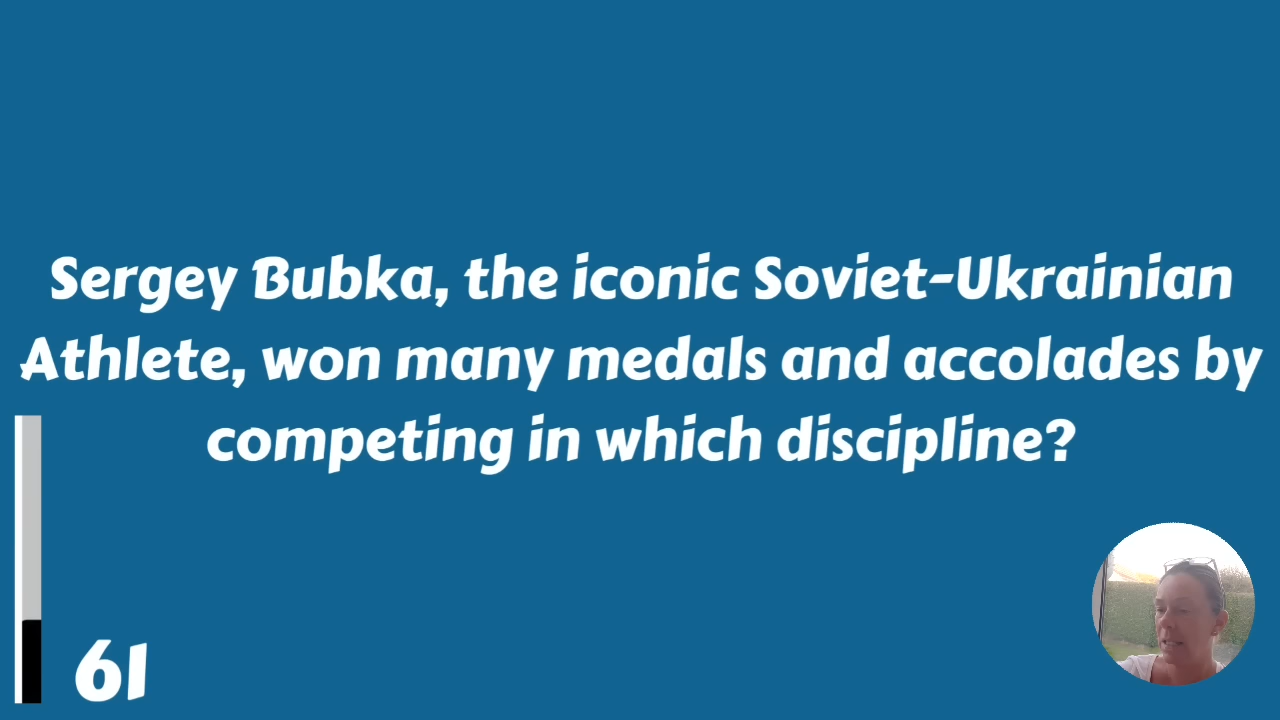 Sergey Bubka, the iconic Soviet-Ukrainian
Athlete, won many medals and accolades by
competing in which discipline?
61